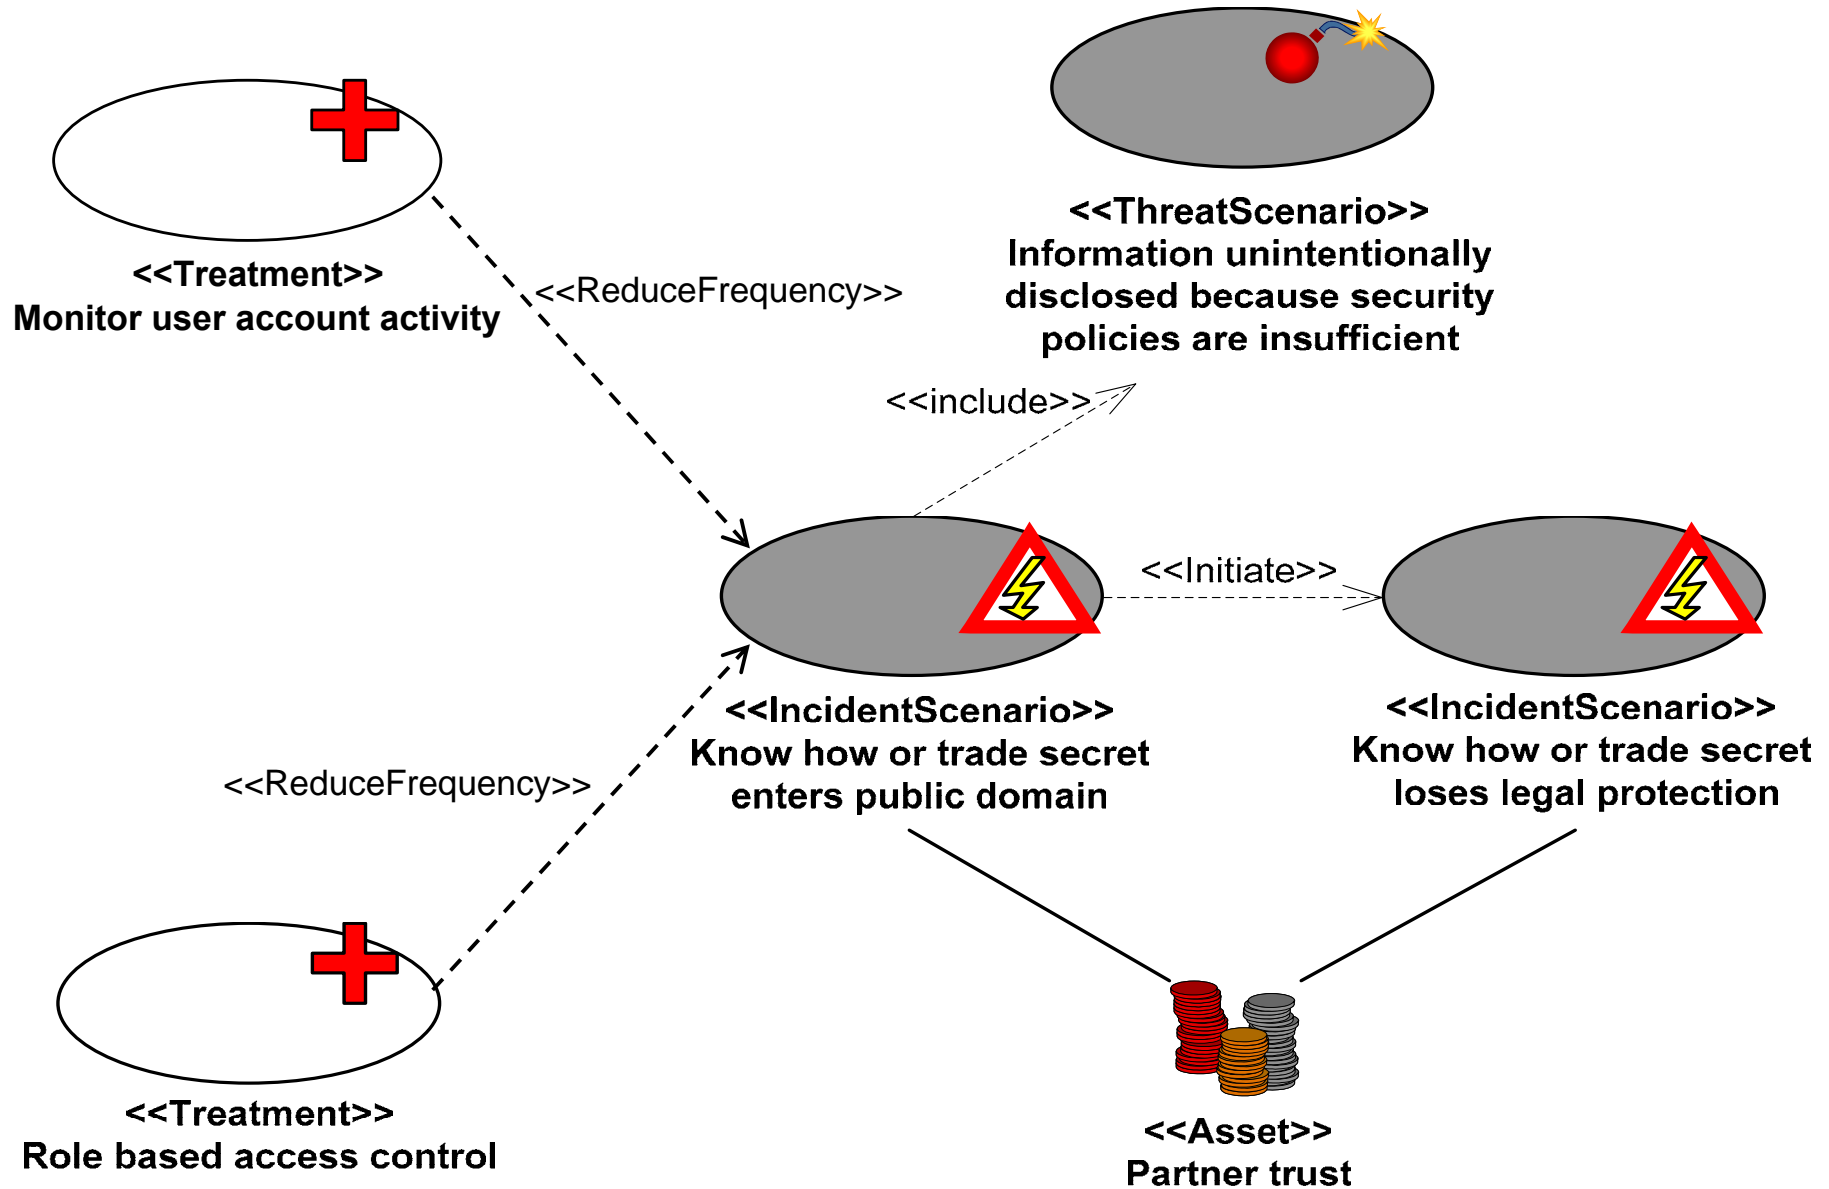 <<Treatment>>
Monitor user account activity
<<ReduceFrequency>>
<<ThreatScenario>>
Information unintentionally
disclosed because security
policies are insufficient
<<include>>
<<Initiate>>
<<IncidentScenario>>
Know how or trade secret
enters public domain
<<IncidentScenario>>
Know how or trade secret
loses legal protection
<<ReduceFrequency>>
<<Treatment>>
Role based access control
<<Asset>>
Partner trust